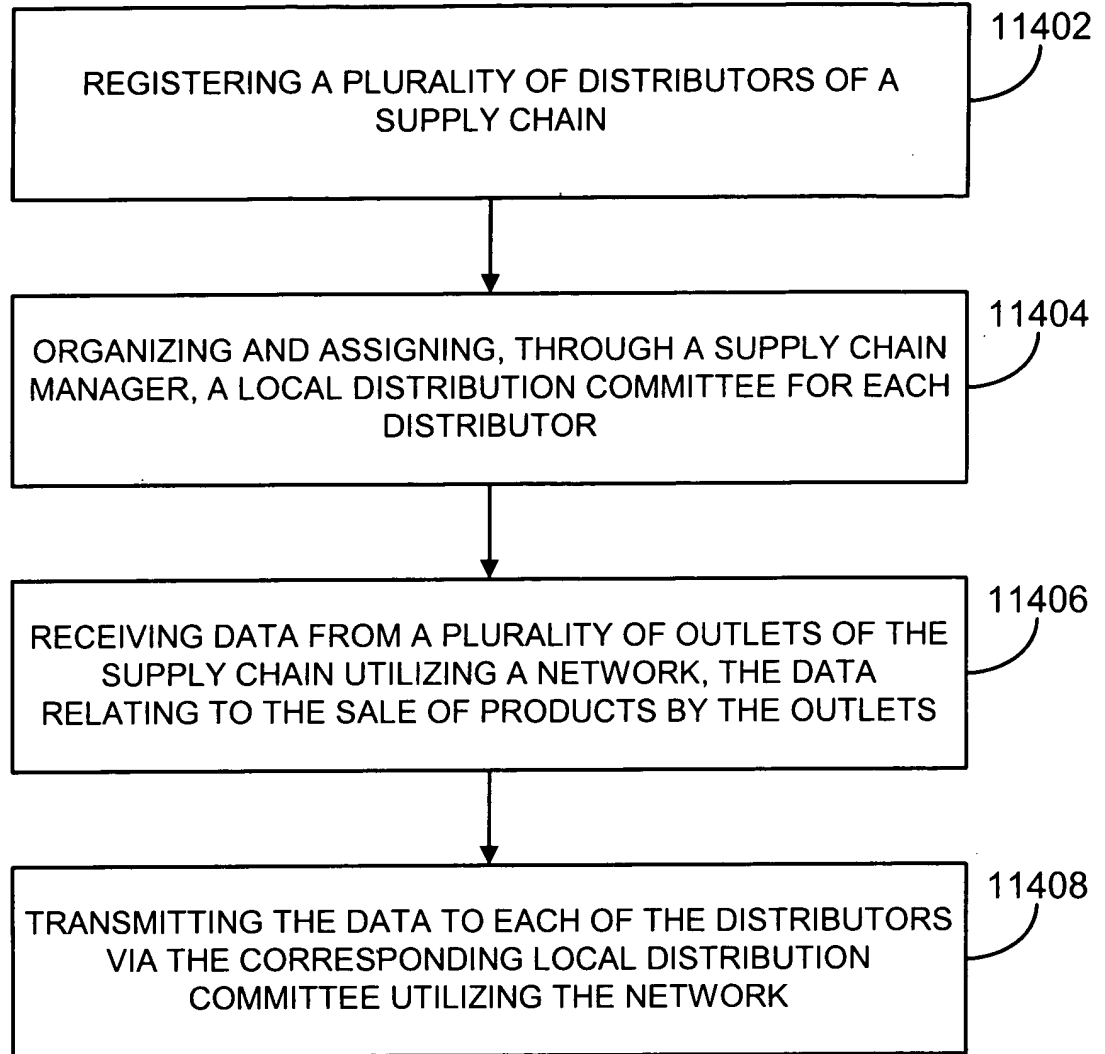 11402
REGISTERING A PLURALITY OF DISTRIBUTORS OF A
SUPPLY CHAIN
11404
ORGANIZING AND ASSIGNING, THROUGH A SUPPLY CHAIN
MANAGER, A LOCAL DISTRIBUTION COMMITTEE FOR EACH
DISTRIBUTOR
11406
RECEIVING DATA FROM A PLURALITY OF OUTLETS OF THE
SUPPLY CHAIN UTILIZING A NETWORK, THE DATA
RELATING TO THE SALE OF PRODUCTS BY THE OUTLETS
11408
TRANSMITTING THE DATA TO EACH OF THE DISTRIBUTORS
VIA THE CORRESPONDING LOCAL DISTRIBUTION
COMMITTEE UTILIZING THE NETWORK